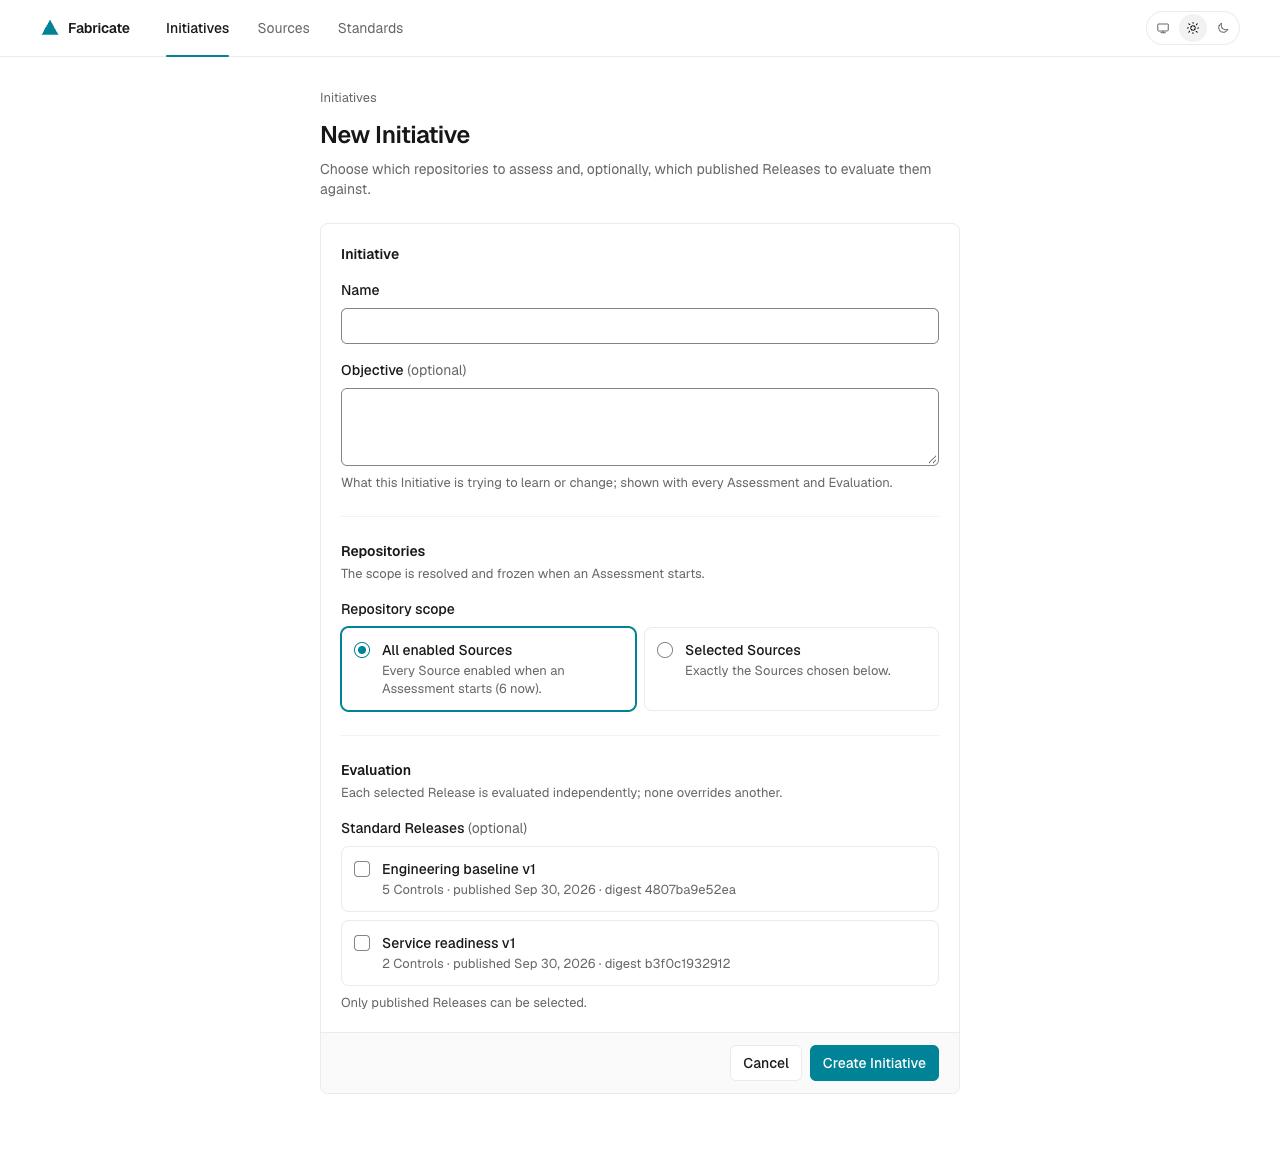 Fabricate
Initiatives
Sources
Standards
Initiatives
New Initiative
Choose which repositories to assess and, optionally, which published Releases to evaluate them
against.
Initiative
Name
Objective (optional)
What this Initiative is trying to learn or change; shown with every Assessment and Evaluation.
Repositories
The scope is resolved and frozen when an Assessment starts.
Repository scope
All enabled Sources
Every Source enabled when an
Assessment starts (6 now).
Selected Sources
Exactly the Sources chosen below.
Evaluation
Each selected Release is evaluated independently; none overrides another.
Standard Releases (optional)
Engineering baseline v1
5 Controls · published Sep 30, 2026 · digest 4807ba9e52ea
Service readiness v1
2 Controls · published Sep 30, 2026 · digest b3f0c1932912
Only published Releases can be selected.
Cancel
Create Initiative